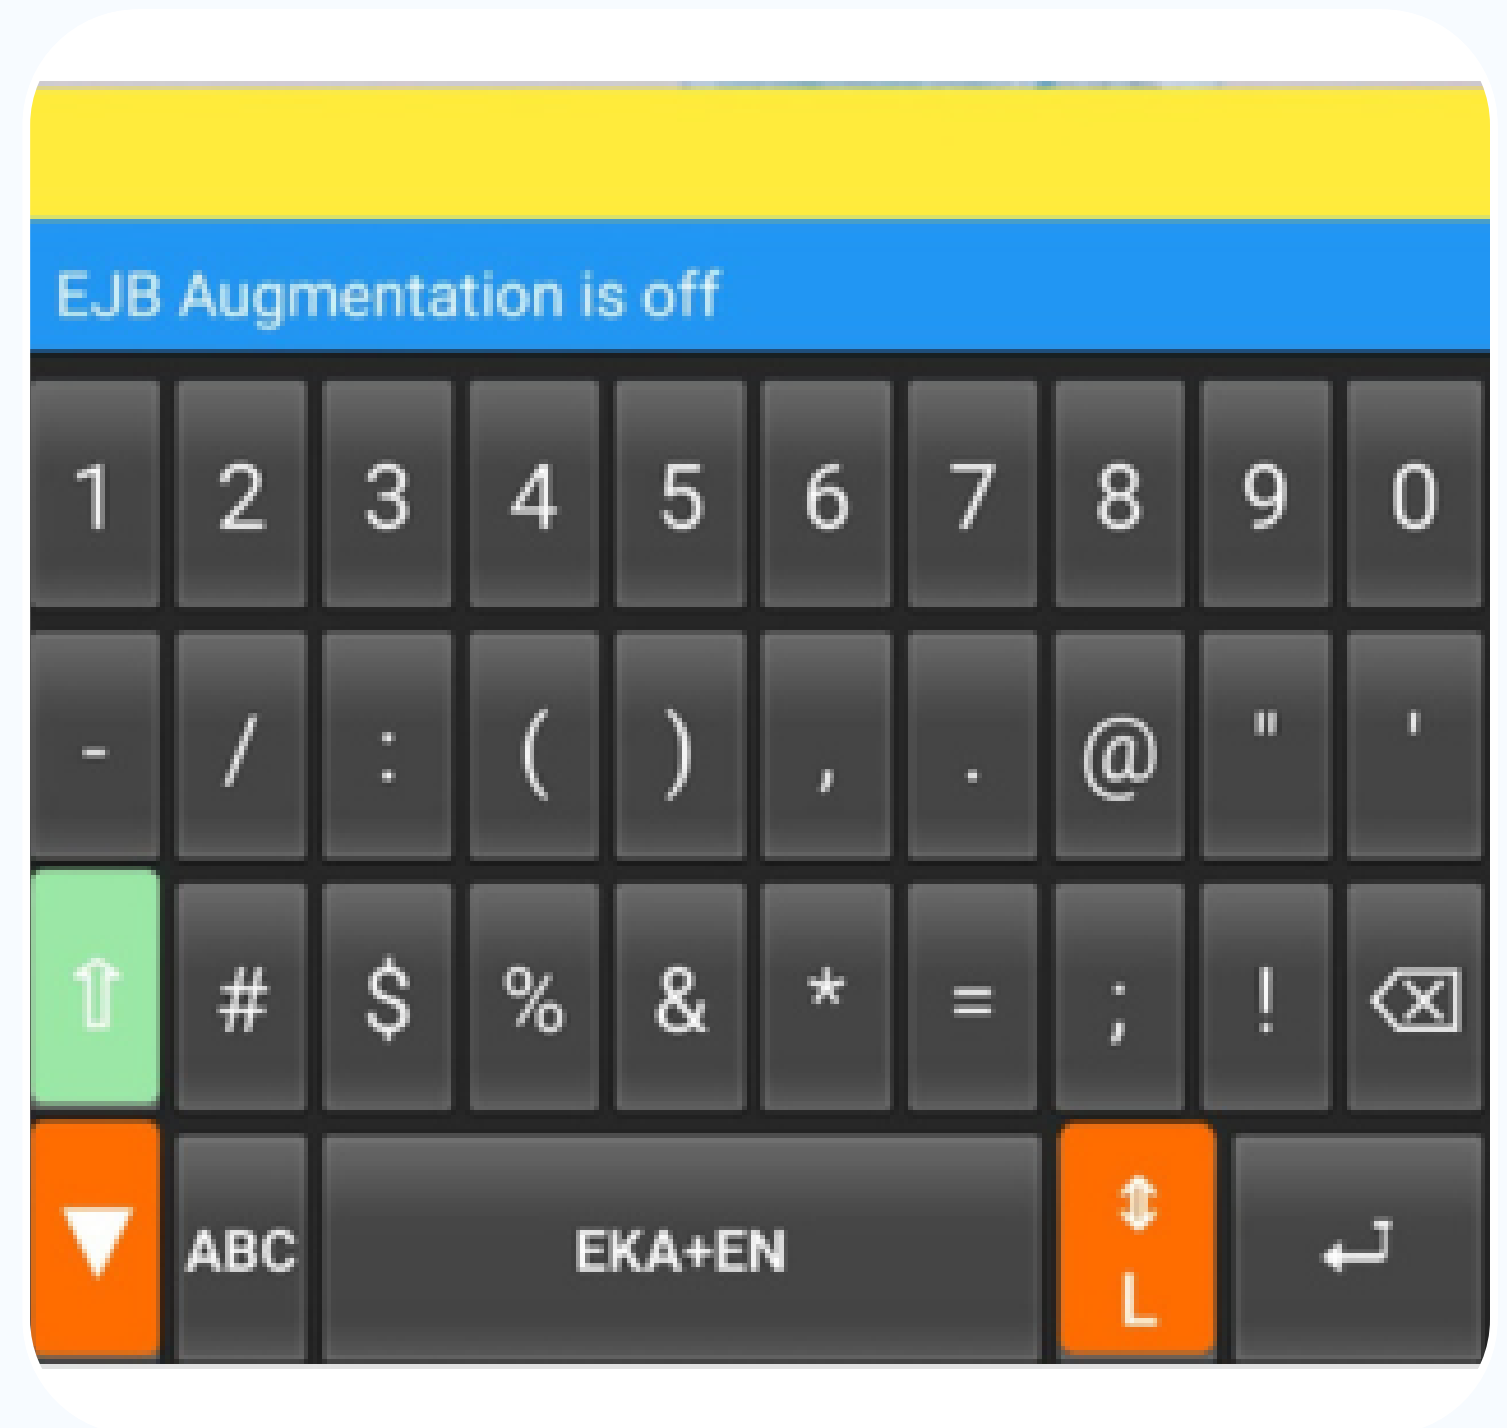 EJB Augmentation is off
1 2 3 4 5 6 7 8 9 0
- / : ( ) , . @ " '
⇧ # $ % & * = ; ! ⌫
▼ ABC EKA+EN ⇕ L ↵